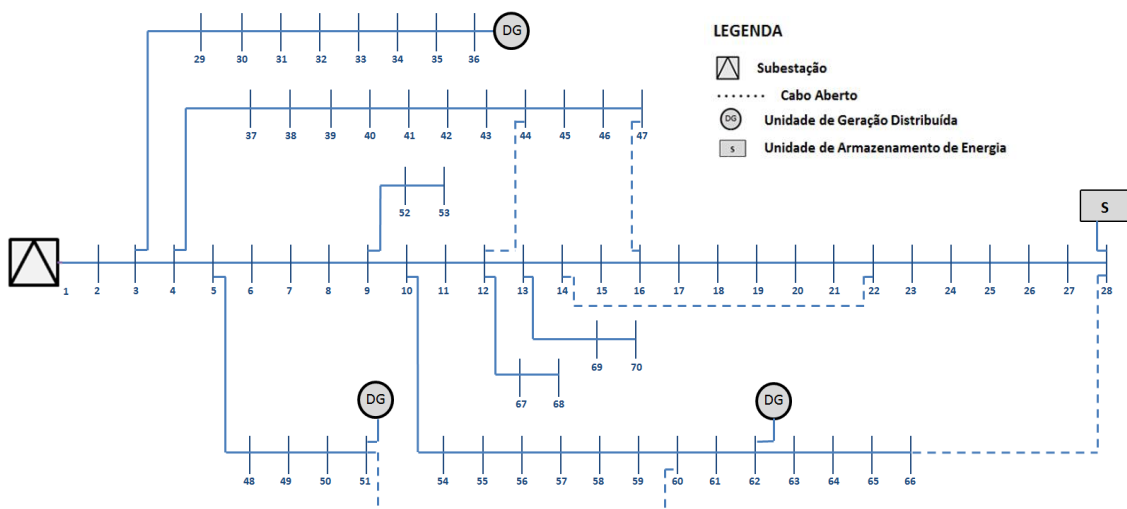 DG
29 30 31 32 33 34 35 36
LEGENDA
Subestação
Cabo Aberto
DG Unidade de Geração Distribuída
S Unidade de Armazenamento de Energia
37 38 39 40 41 42 43 44 45 46 47
52 53
S
1 2 3 4 5 6 7 8 9 10 11 12 13 14 15 16 17 18 19 20 21 22 23 24 25 26 27 28
69 70
67 68
DG DG
48 49 50 51 54 55 56 57 58 59 60 61 62 63 64 65 66